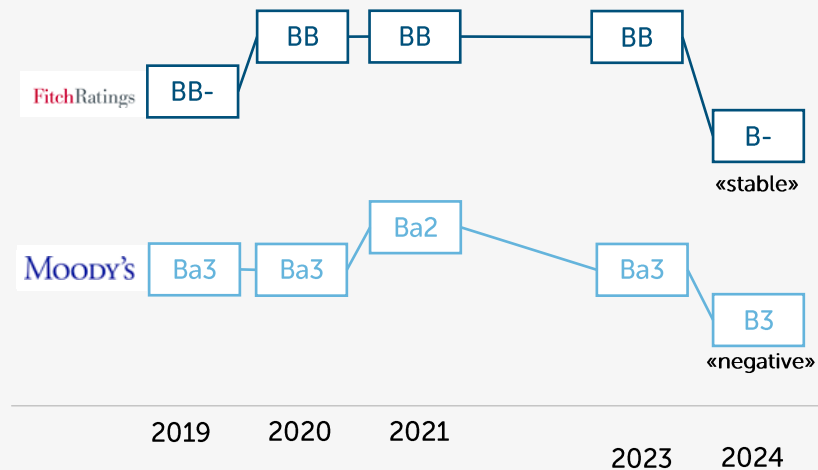 BB
BB
BB
FitchRatings
BB-
B-
«stable»
Ba2
MOODY'S
Ba3
Ba3
Ba3
B3
«negative»
2019
2020
2021
2023
2024